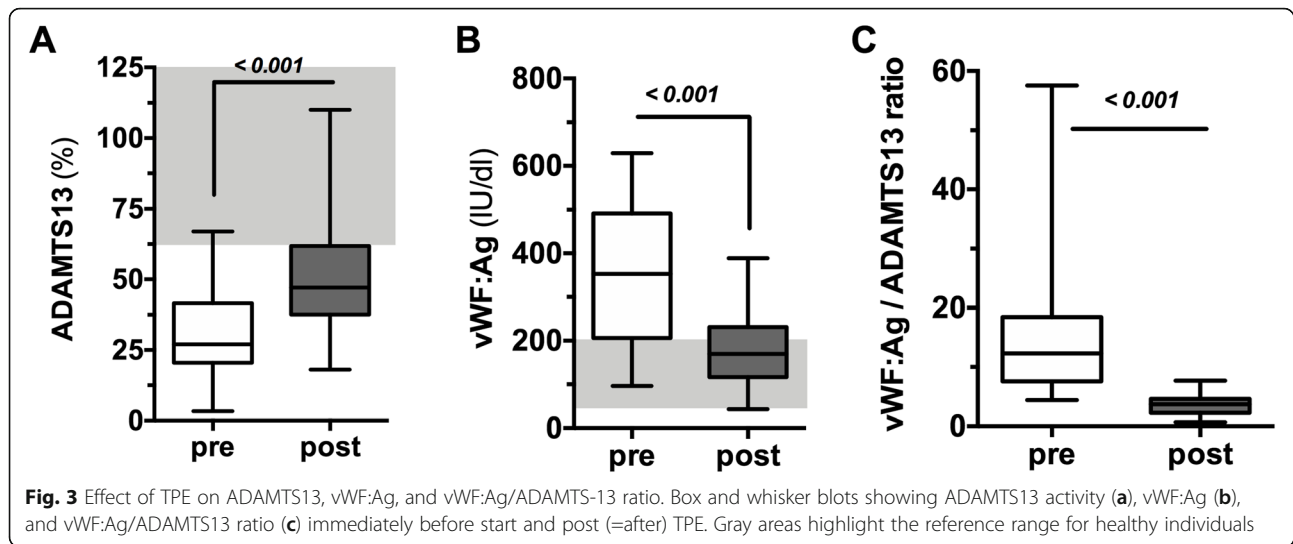 A
ADAMTS13 (%)
125
100
75
50
25
0
< 0.001
pre post
B
vWF:Ag (IU/dl)
800
600
400
200
0
< 0.001
pre post
C
vWF:Ag / ADAMTS13 ratio
60
40
20
0
< 0.001
pre post
Fig. 3 Effect of TPE on ADAMTS13, vWF:Ag, and vWF:Ag/ADAMTS-13 ratio. Box and whisker blots showing ADAMTS13 activity (a), vWF:Ag (b),
and vWF:Ag/ADAMTS13 ratio (c) immediately before start and post (=after) TPE. Gray areas highlight the reference range for healthy individuals